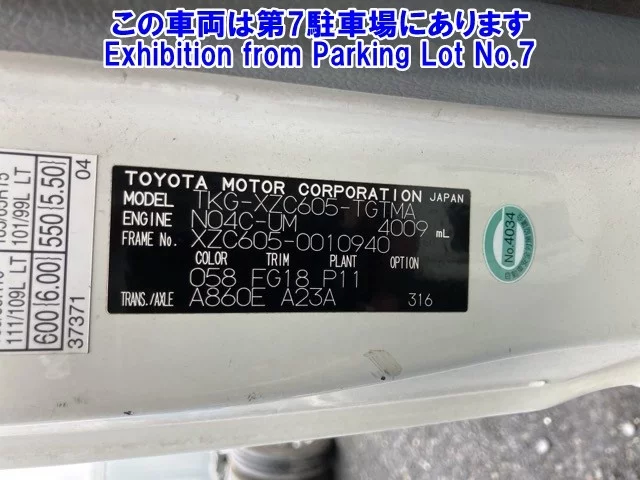 この車両は第7駐車場にあります
Exhibition from Parking Lot No.7
TOYOTA MOTOR CORPORATION JAPAN
MODEL TKG-XZC605-TGTMA
ENGINE N04C-UM 4009 mL
FRAME No. XZC605-0010940
COLOR TRIM PLANT OPTION
058 FG18 P11
TRANS./AXLE A860E A23A 316
No.4034
111/109L LT 101/99L LT
600(6.00) 550(5.50)
37371 04